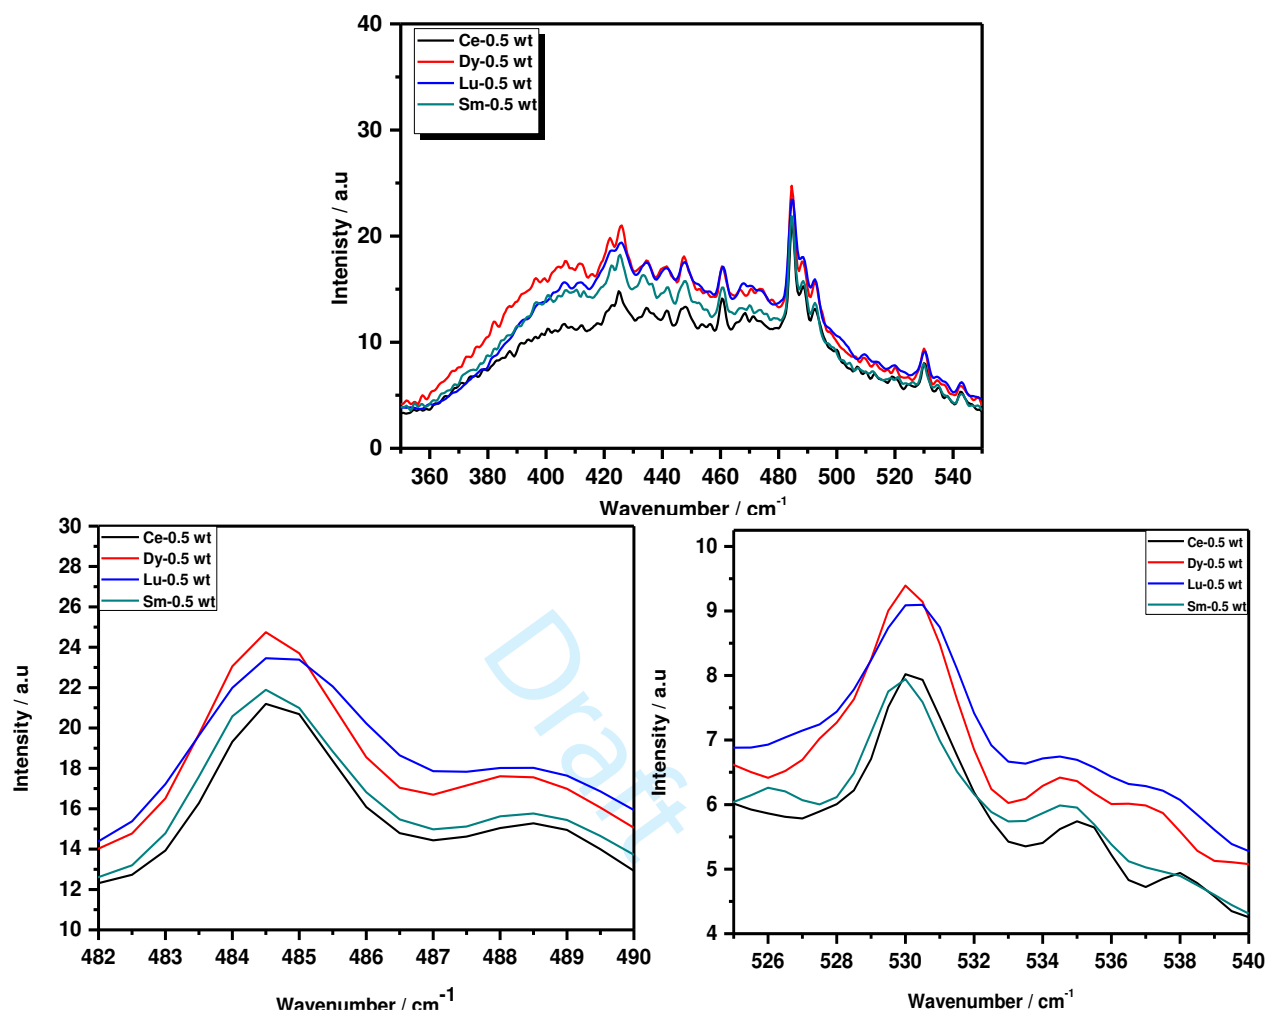 40
30
20
10
0
Intenisty / a.u
Ce-0.5 wt
Dy-0.5 wt
Lu-0.5 wt
Sm-0.5 wt
360 380 400 420 440 460 480 500 520 540
Wavenumber / cm-1
30
28
26
24
22
20
18
16
14
12
10
Intensity / a.u
Ce-0.5 wt
Dy-0.5 wt
Lu-0.5 wt
Sm-0.5 wt
482 483 484 485 486 487 488 489 490
Wavenumber / cm-1
Draft
10
9
8
7
6
5
4
Intensity / a.u
Ce-0.5 wt
Dy-0.5 wt
Lu-0.5 wt
Sm-0.5 wt
526 528 530 532 534 536 538 540
Wavenumber / cm-1